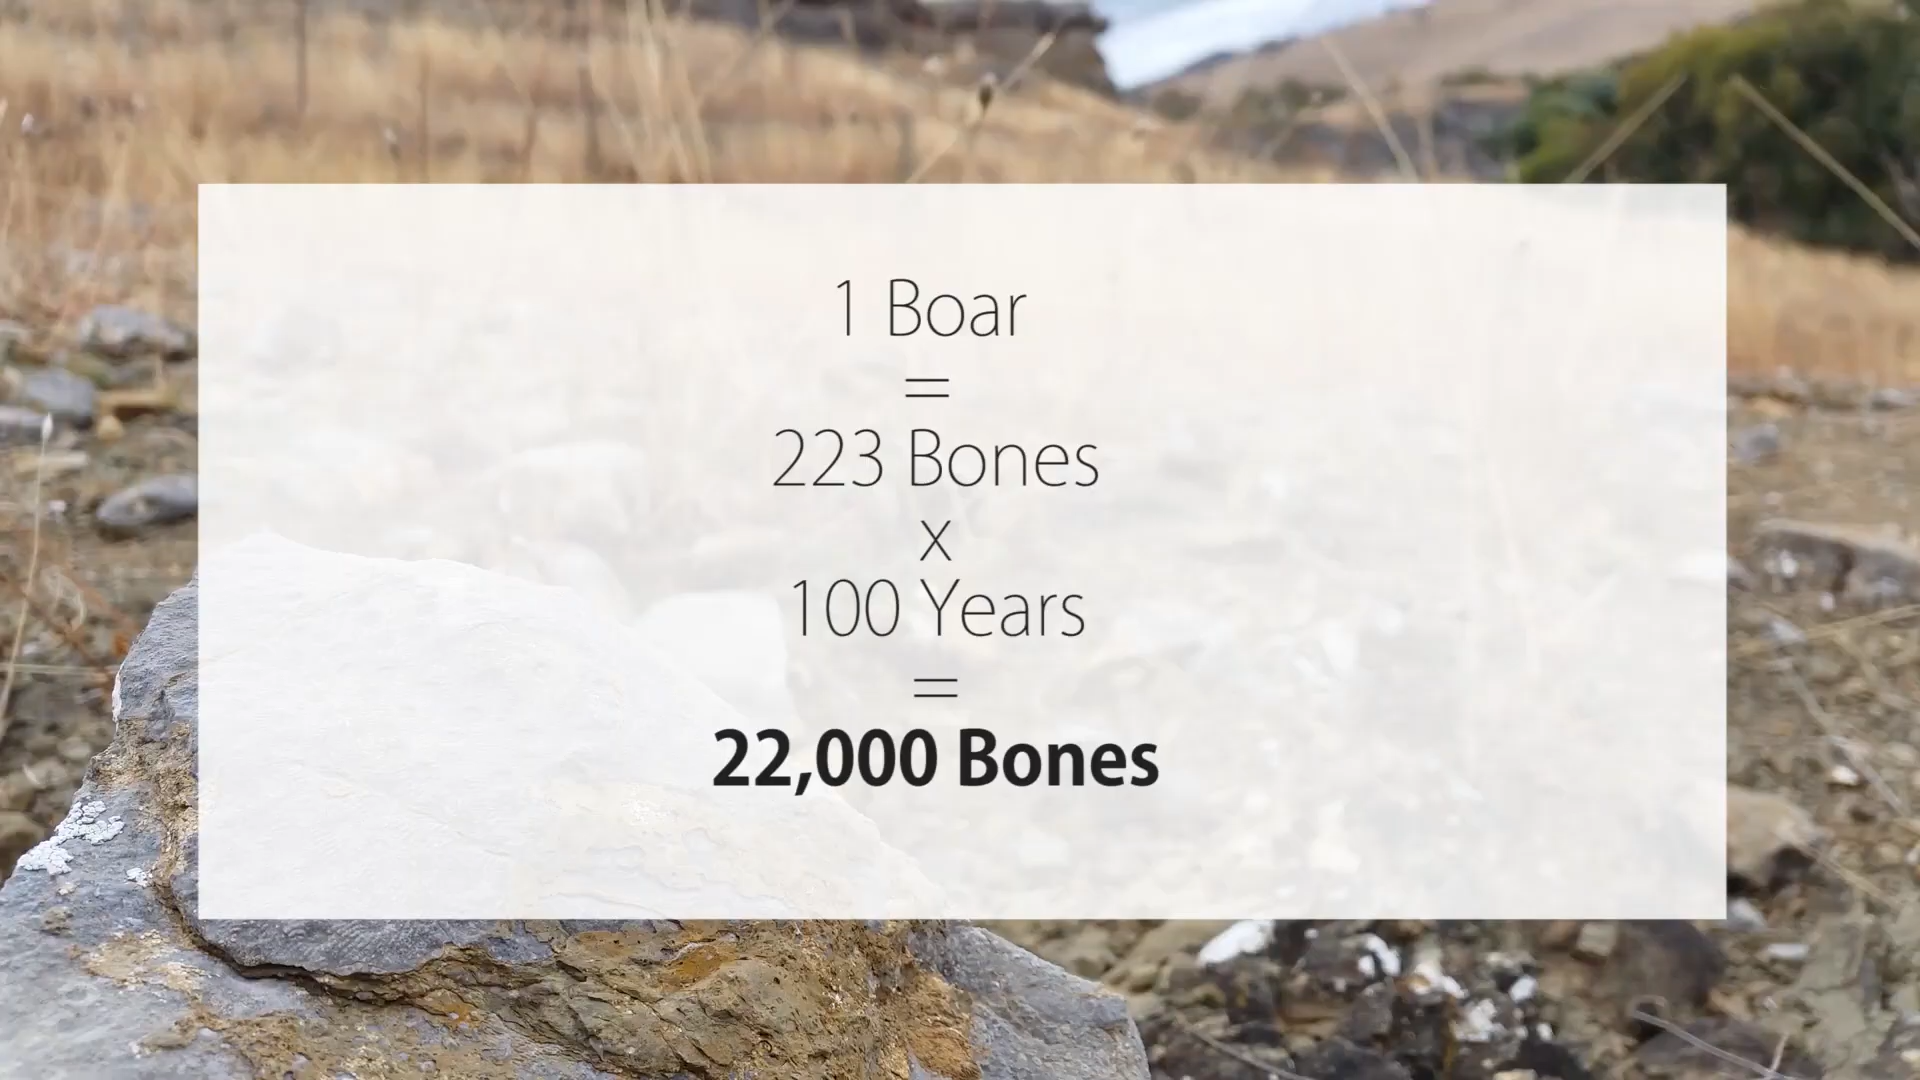 1 Boar
=
223 Bones
x
100 Years
=
22,000 Bones